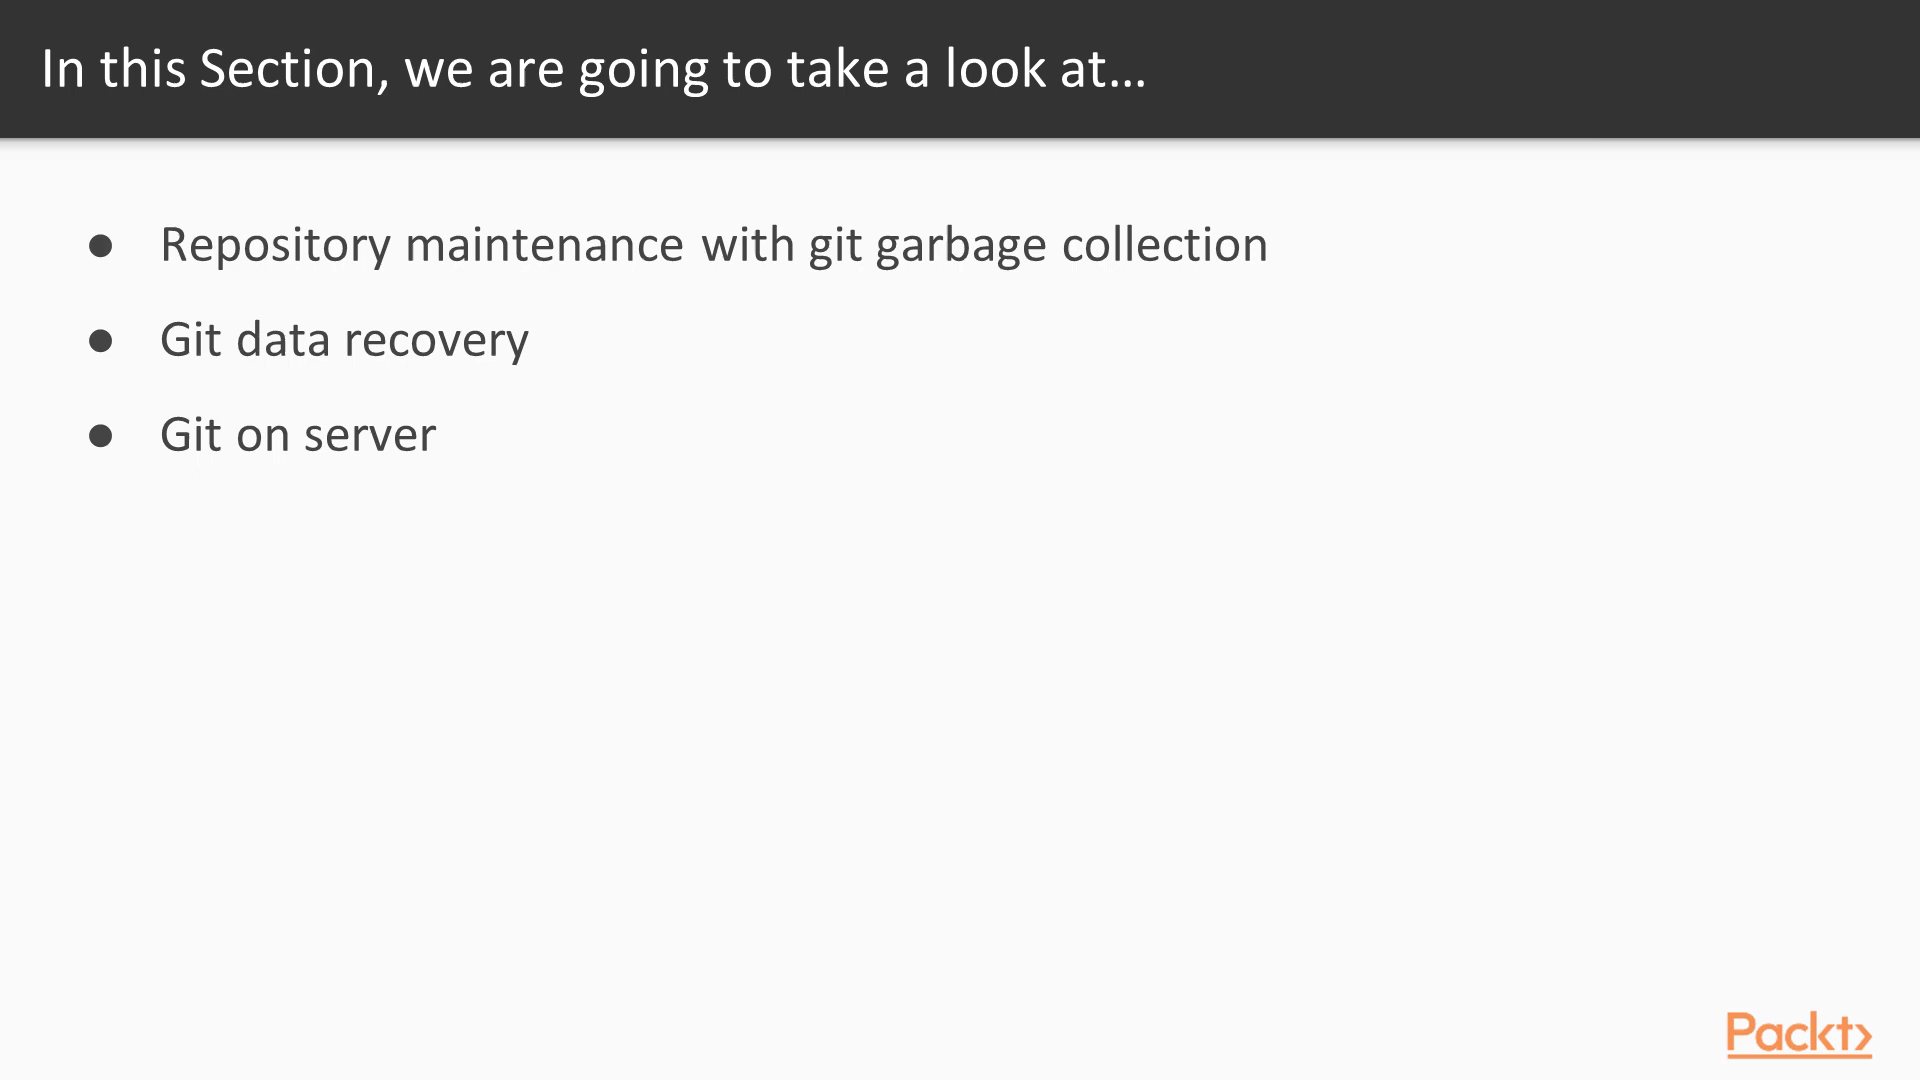 In this Section, we are going to take a look at…
● Repository maintenance with git garbage collection
● Git data recovery
● Git on server
Packt>